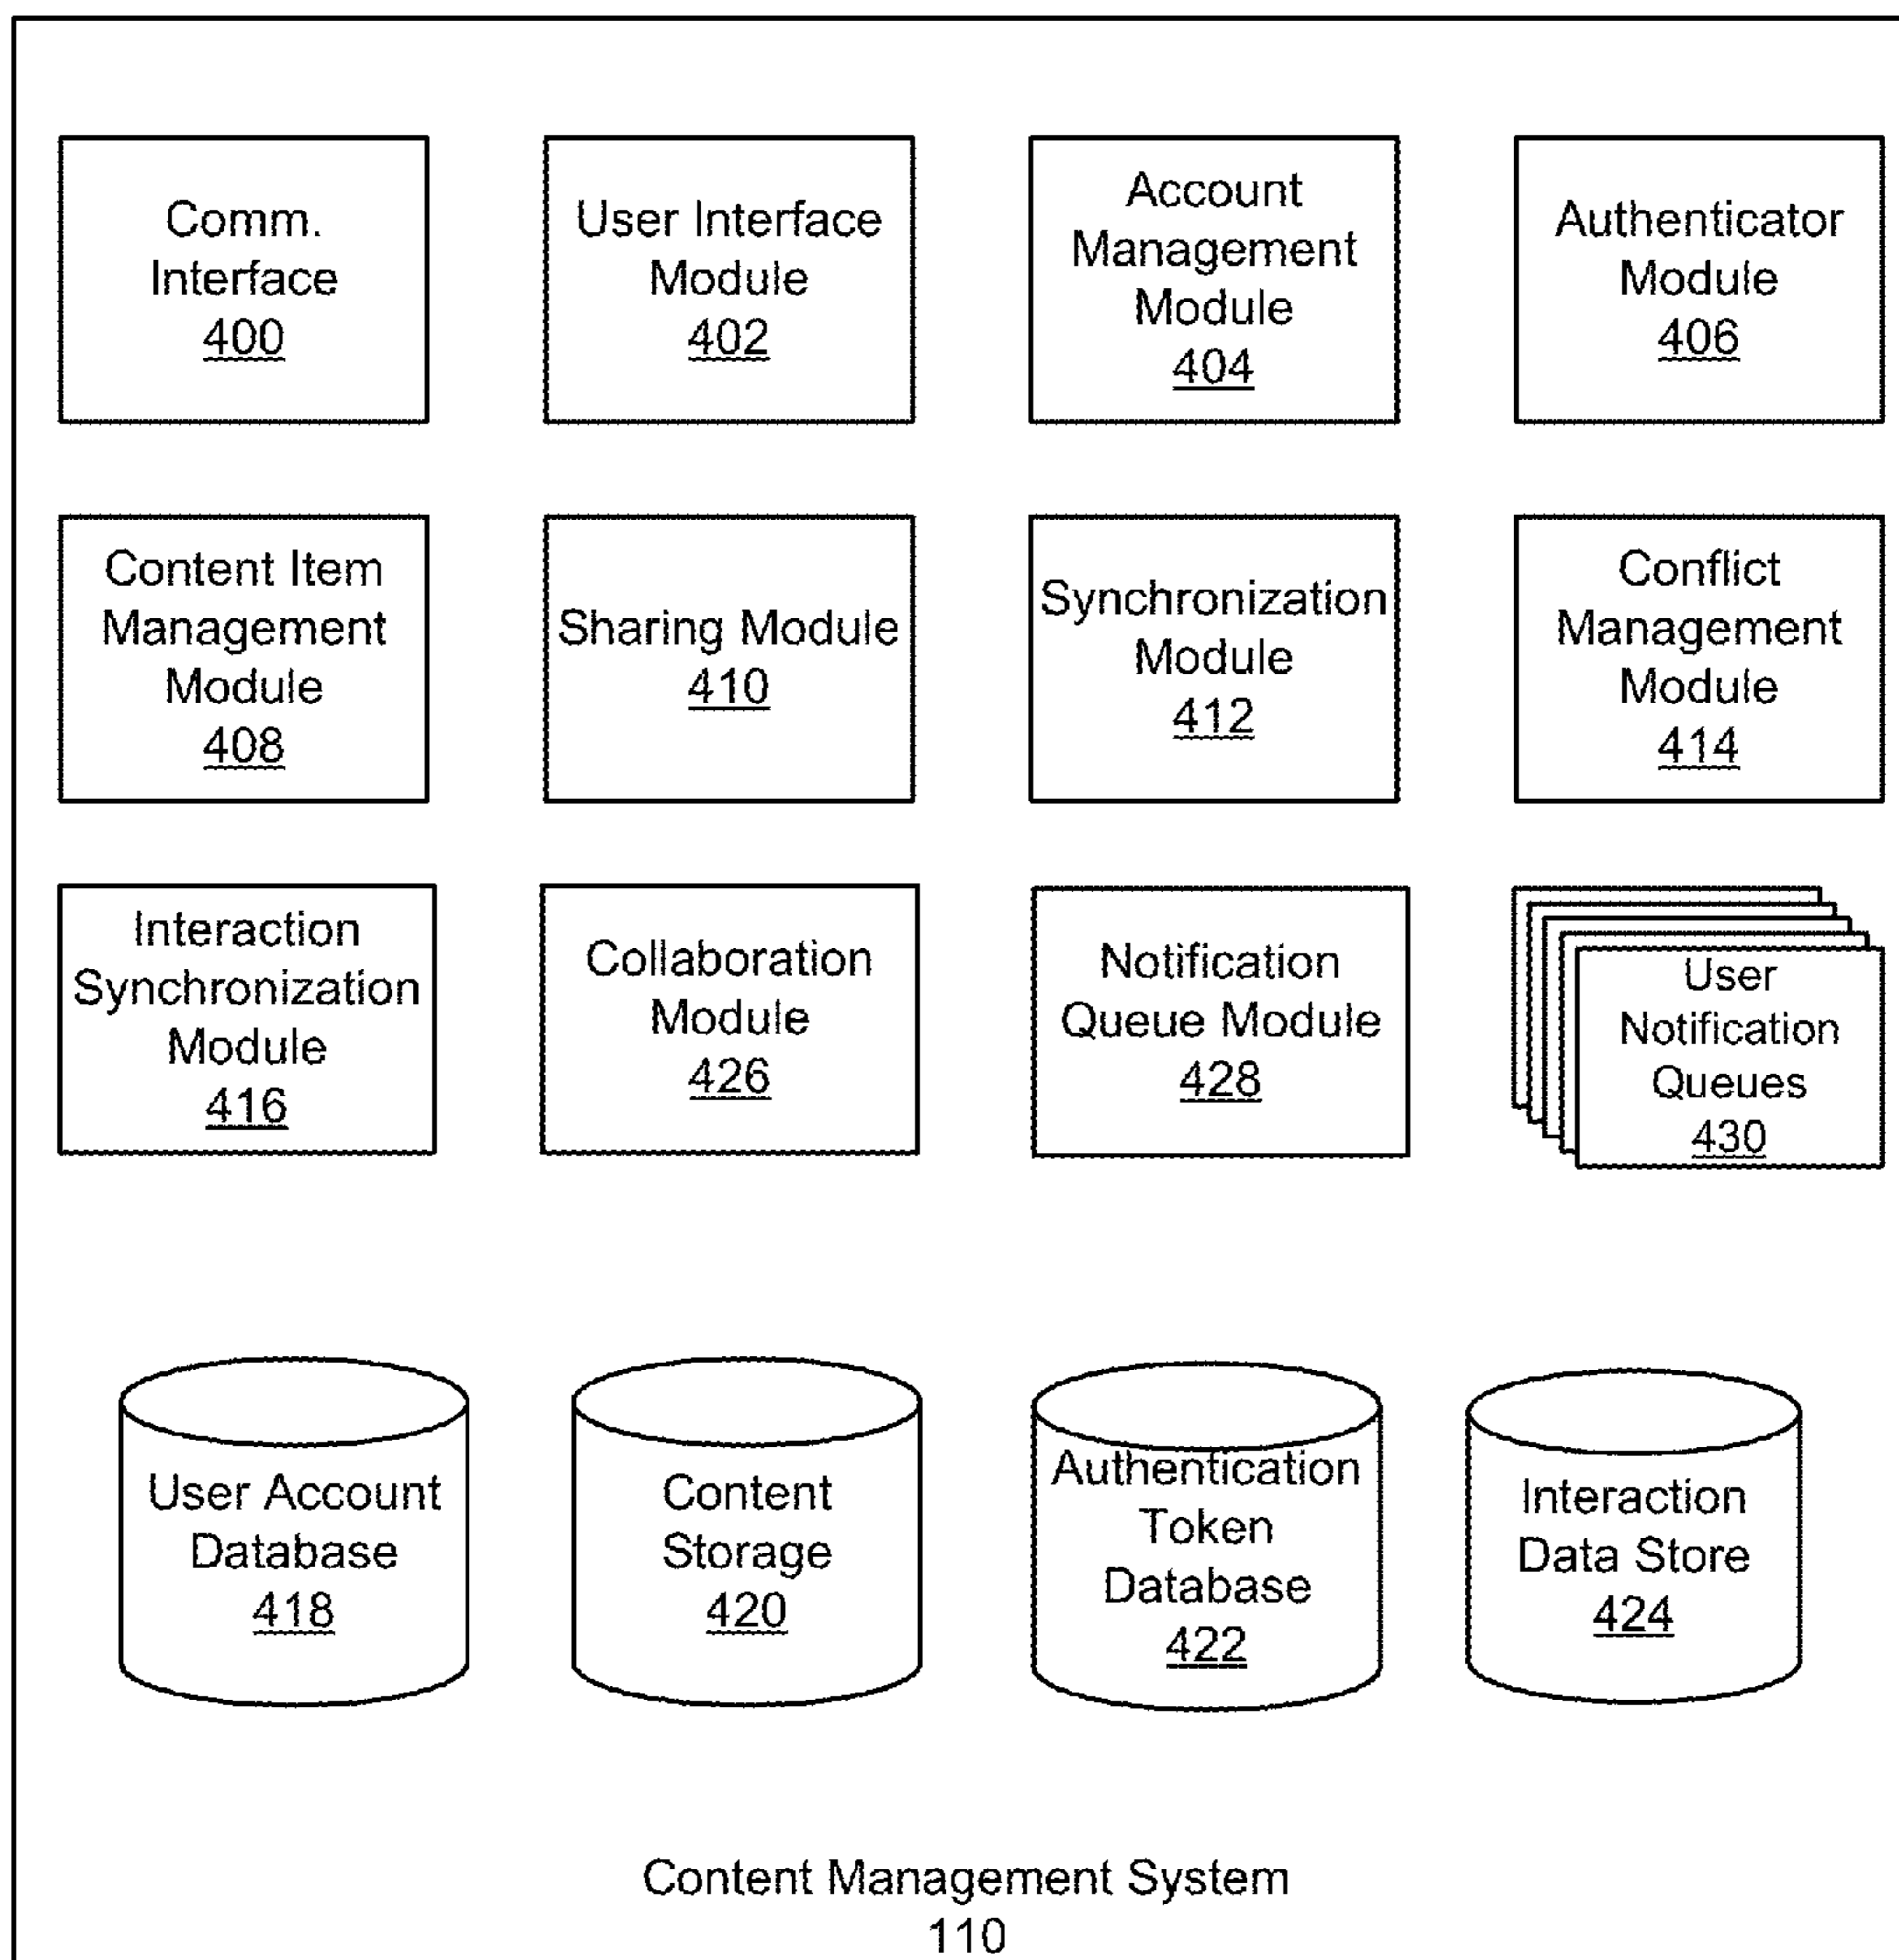 Comm.
Interface
400
User Interface
Module
402
Account
Management
Module
404
Authenticator
Module
406
Content Item
Management
Module
408
Sharing Module
410
Synchronization
Module
412
Conflict
Management
Module
414
Interaction
Synchronization
Module
416
Collaboration
Module
426
Notification
Queue Module
428
User
Notification
Queues
430
User Account
Database
418
Content
Storage
420
Authentication
Token
Database
422
Interaction
Data Store
424
Content Management System
110